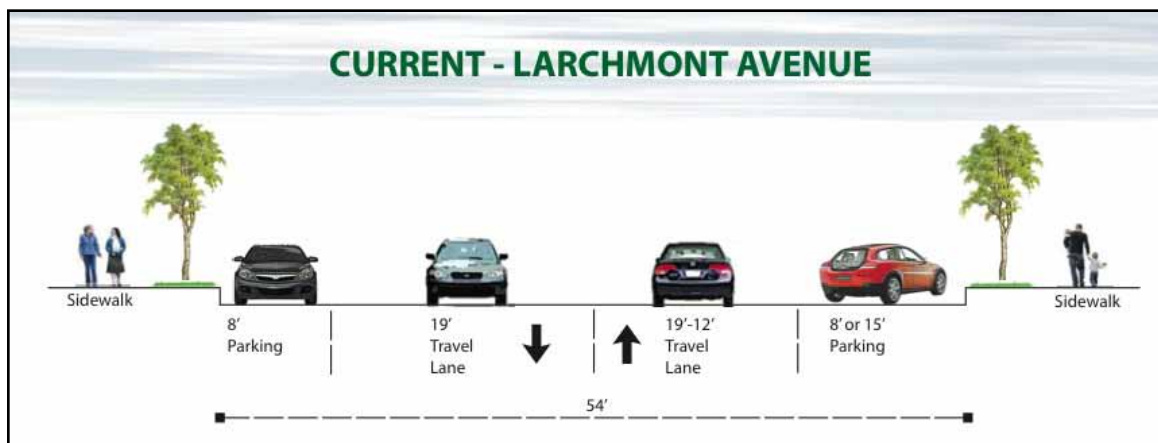 CURRENT - LARCHMONT AVENUE
Sidewalk
Sidewalk
8’
Parking
19’
Travel
Lane
19’-12’
Travel
Lane
8’ or 15’
Parking
54’